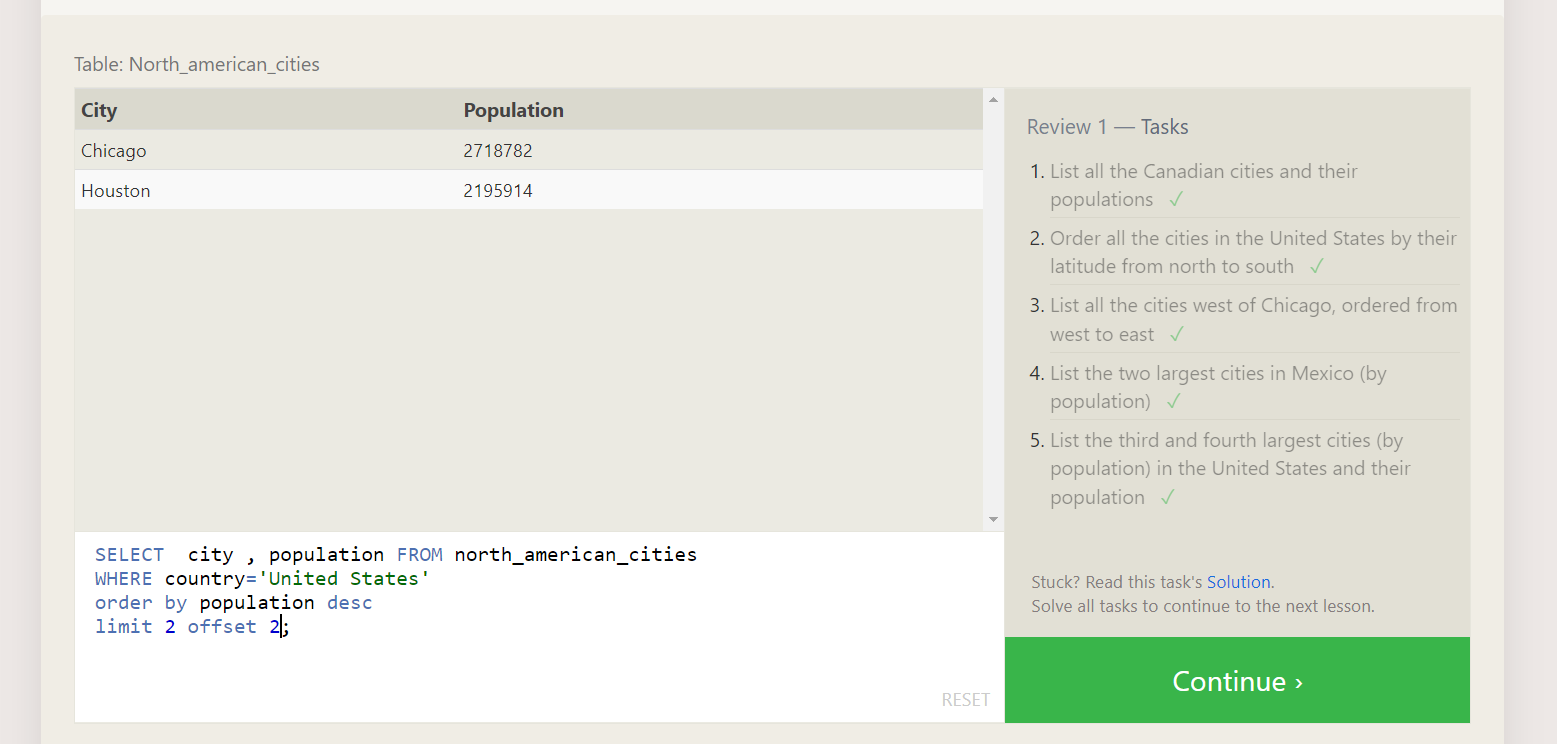 Table: North_american_cities
City Population
Chicago 2718782
Houston 2195914
SELECT  city , population FROM north_american_cities
WHERE country='United States'
order by population desc
limit 2 offset 2;
RESET
Review 1 — Tasks
1. List all the Canadian cities and their
populations ✓
2. Order all the cities in the United States by their
latitude from north to south ✓
3. List all the cities west of Chicago, ordered from
west to east ✓
4. List the two largest cities in Mexico (by
population) ✓
5. List the third and fourth largest cities (by
population) in the United States and their
population ✓
Stuck? Read this task's Solution.
Solve all tasks to continue to the next lesson.
Continue ›